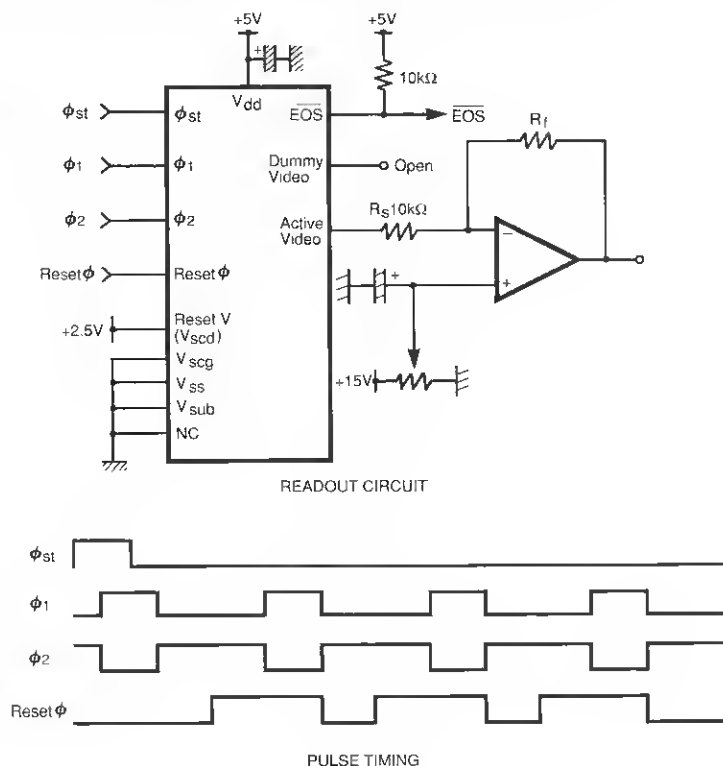 +5V
+5V
+
10kΩ
Vdd
EOS
EOS
ϕst
ϕst
Rf
ϕ1
ϕ1
Dummy Video
Open
ϕ2
ϕ2
Active Video
Rs10kΩ
−
Resetϕ
Resetϕ
+
+
+2.5V
Reset V (Vscd)
Vscg
+15V
Vss
Vsub
NC
READOUT CIRCUIT
ϕst
ϕ1
ϕ2
Reset ϕ
PULSE TIMING